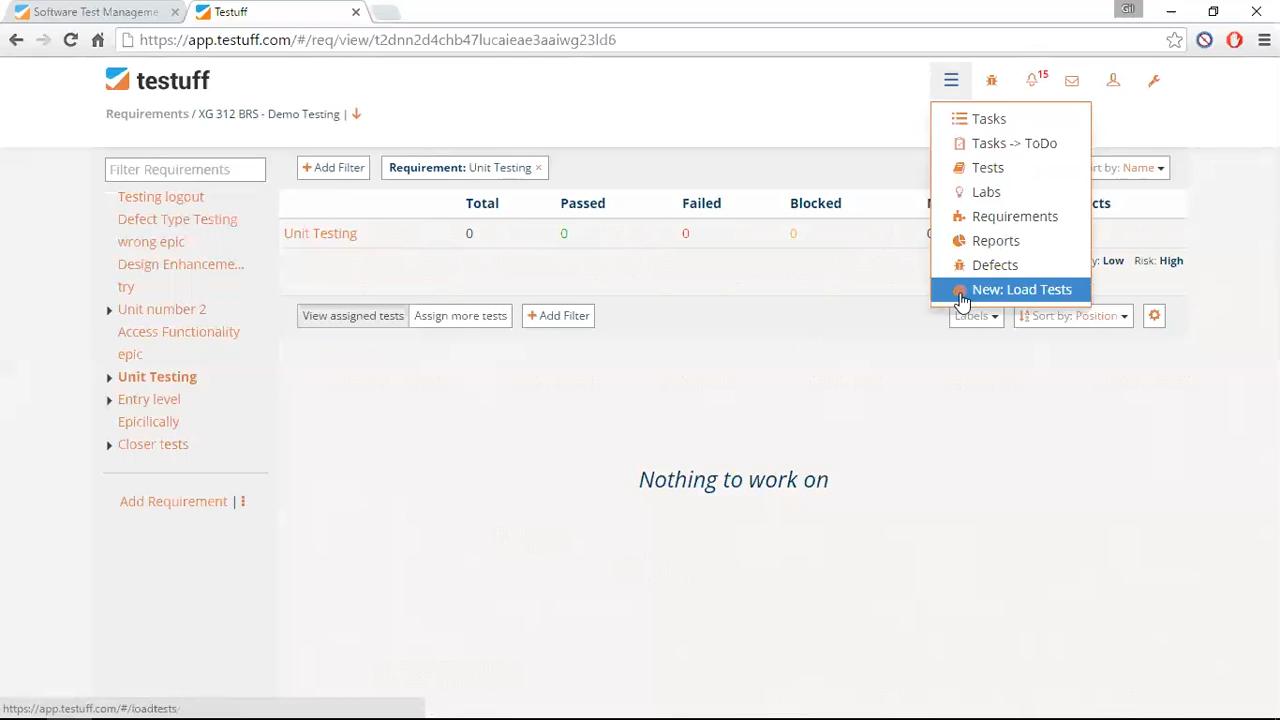 Software Test Manageme
Testuff
Gil
https://app.testuff.com/#/req/view/t2dnn2d4chb47lucaieae3aaiwg23ld6
testuff
15
Requirements / XG 312 BRS - Demo Testing |
Tasks
Tasks -> ToDo
Tests
Labs
Requirements
Reports
Defects
New: Load Tests
Filter Requirements
+ Add Filter
Requirement: Unit Testing ×
Sort by: Name
Total Passed Failed Blocked
Unit Testing 0 0 0 0
Low Risk: High
View assigned tests
Assign more tests
+ Add Filter
Labels
Sort by: Position
Testing logout
Defect Type Testing
wrong epic
Design Enhanceme...
try
Unit number 2
Access Functionality
epic
Unit Testing
Entry level
Epicilically
Closer tests
Add Requirement |
Nothing to work on
https://app.testuff.com/#/loadtests